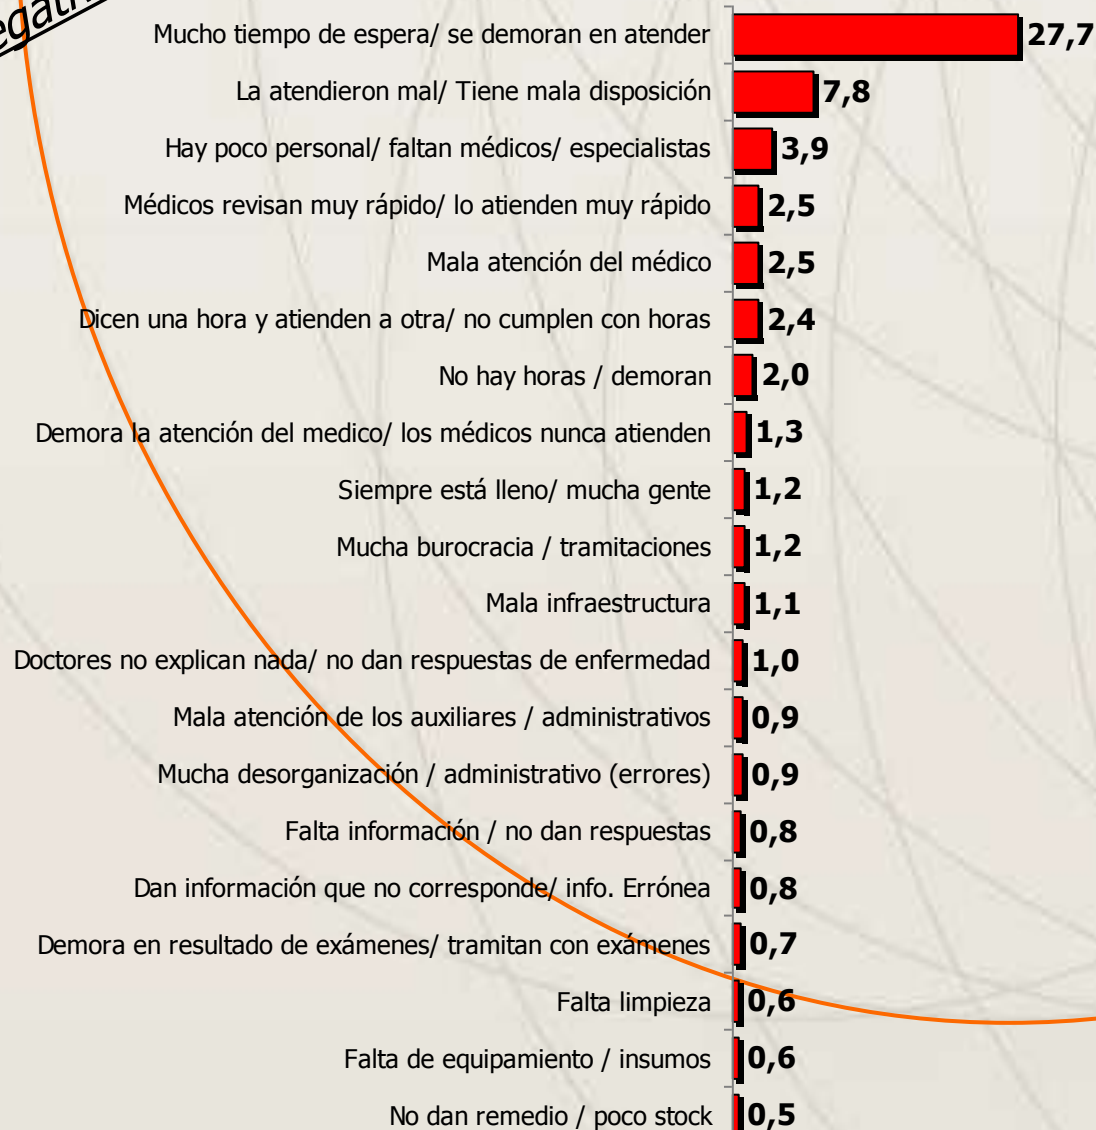 Mucho tiempo de espera/ se demoran en atender 27,7
La atendieron mal/ Tiene mala disposición 7,8
Hay poco personal/ faltan médicos/ especialistas 3,9
Médicos revisan muy rápido/ lo atienden muy rápido 2,5
Mala atención del médico 2,5
Dicen una hora y atienden a otra/ no cumplen con horas 2,4
No hay horas / demoran 2,0
Demora la atención del medico/ los médicos nunca atienden 1,3
Siempre está lleno/ mucha gente 1,2
Mucha burocracia / tramitaciones 1,2
Mala infraestructura 1,1
Doctores no explican nada/ no dan respuestas de enfermedad 1,0
Mala atención de los auxiliares / administrativos 0,9
Mucha desorganización / administrativo (errores) 0,9
Falta información / no dan respuestas 0,8
Dan información que no corresponde/ info. Errónea 0,8
Demora en resultado de exámenes/ tramitan con exámenes 0,7
Falta limpieza 0,6
Falta de equipamiento / insumos 0,6
No dan remedio / poco stock 0,5